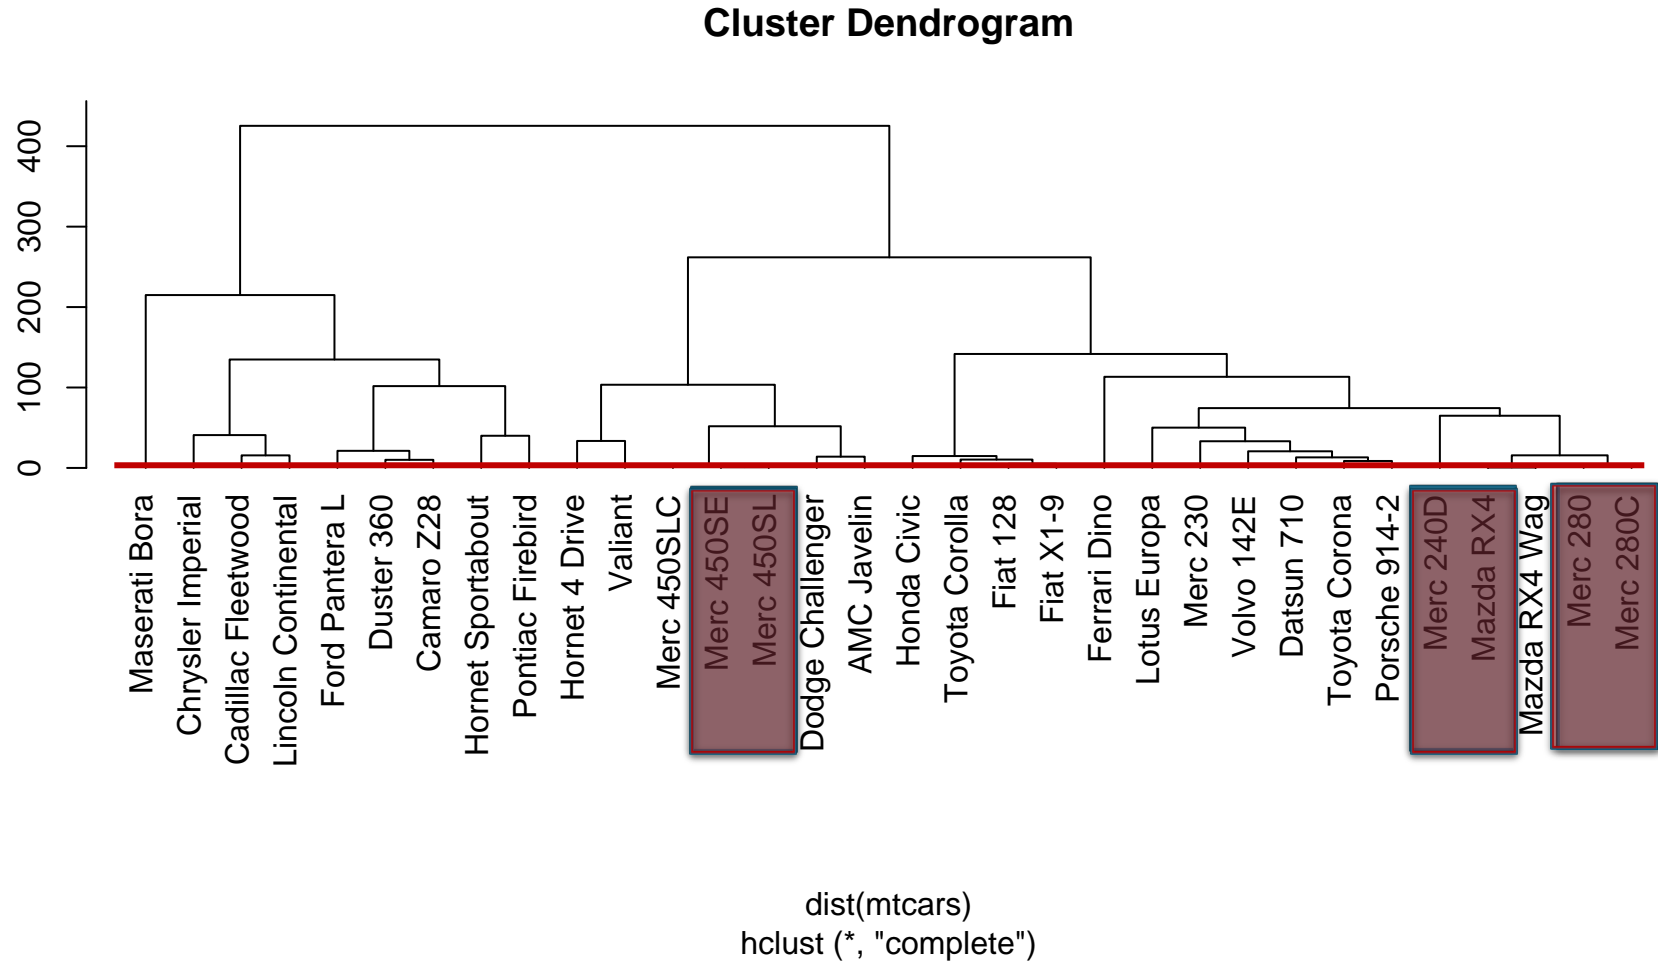 Cluster Dendrogram
400
300
200
100
0
Maserati Bora
Chrysler Imperial
Cadillac Fleetwood
Lincoln Continental
Ford Pantera L
Duster 360
Camaro Z28
Hornet Sportabout
Pontiac Firebird
Hornet 4 Drive
Valiant
Merc 450SLC
Merc 450SE
Merc 450SL
Dodge Challenger
AMC Javelin
Honda Civic
Toyota Corolla
Fiat 128
Fiat X1-9
Ferrari Dino
Lotus Europa
Merc 230
Volvo 142E
Datsun 710
Toyota Corona
Porsche 914-2
Merc 240D
Mazda RX4
Mazda RX4 Wag
Merc 280
Merc 280C
dist(mtcars)
hclust (*, "complete")